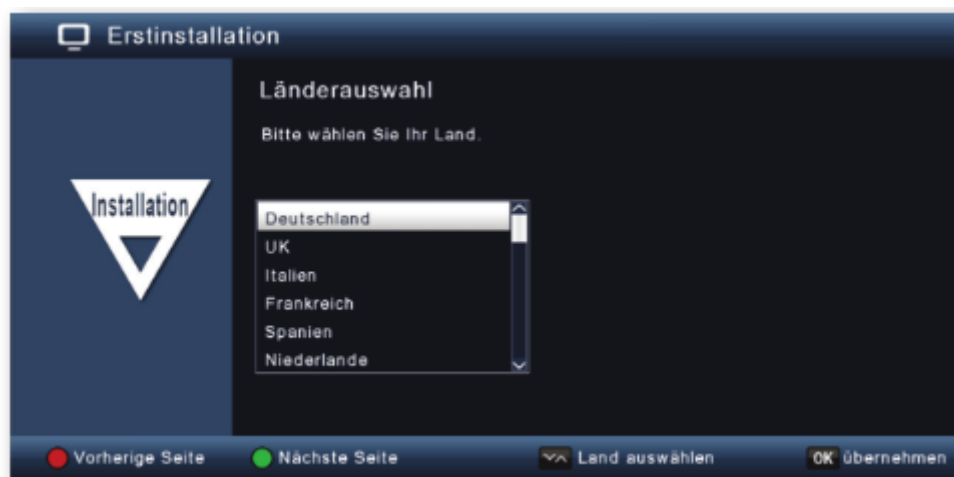 Erstinstallation
Länderauswahl
Bitte wählen Sie Ihr Land.
Installation
Deutschland
UK
Italien
Frankreich
Spanien
Niederlande
Vorherige Seite Nächste Seite Land auswählen OK übernehmen